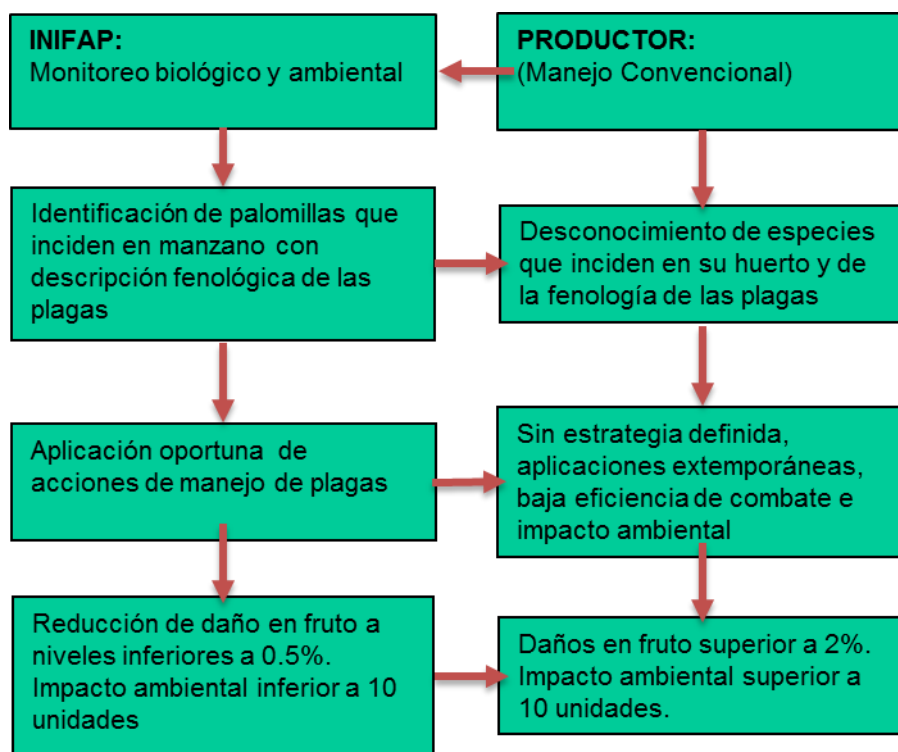 INIFAP:
Monitoreo biológico y ambiental
PRODUCTOR:
(Manejo Convencional)
Identificación de palomillas que
inciden en manzano con
descripción fenológica de las
plagas
Desconocimiento de especies
que inciden en su huerto y de
la fenología de las plagas
Aplicación oportuna de
acciones de manejo de plagas
Sin estrategia definida,
aplicaciones extemporáneas,
baja eficiencia de combate e
impacto ambiental
Reducción de daño en fruto a
niveles inferiores a 0.5%.
Impacto ambiental inferior a 10
unidades
Daños en fruto superior a 2%.
Impacto ambiental superior a
10 unidades.